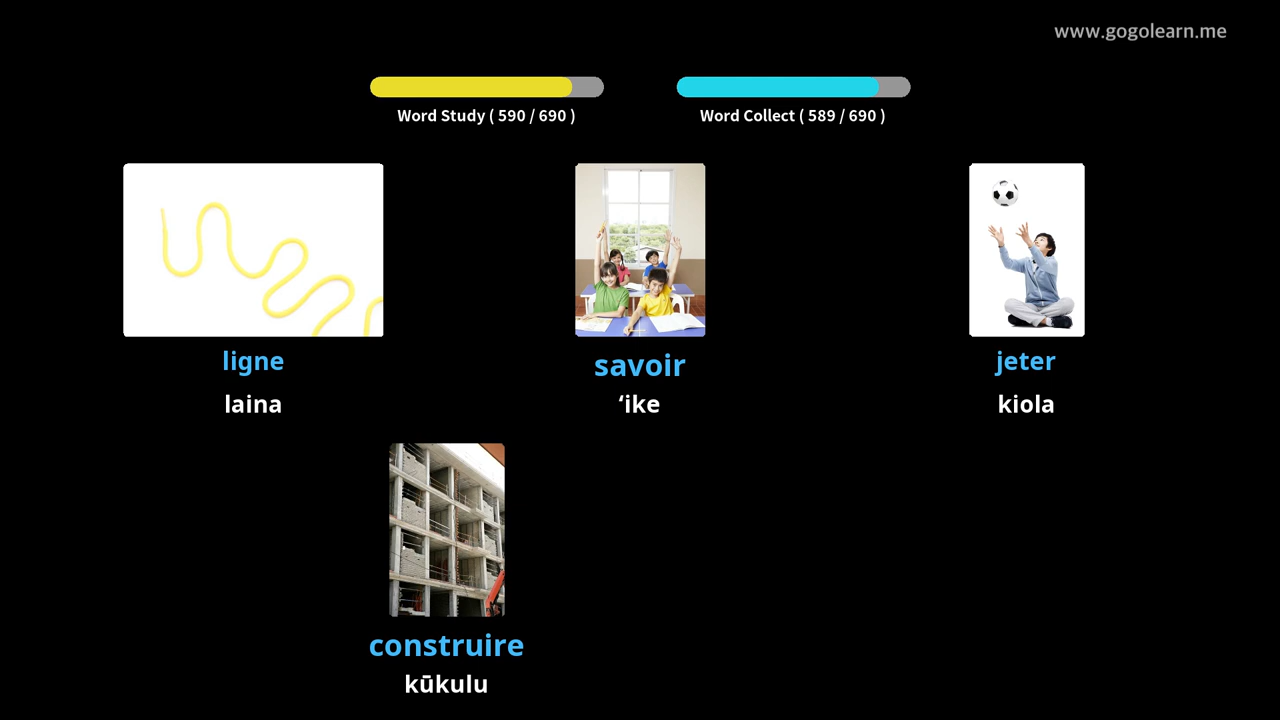 www.gogolearn.me
Word Study ( 590 / 690 )
Word Collect ( 589 / 690 )
ligne
laina
savoir
ʻike
jeter
kiola
construire
kūkulu